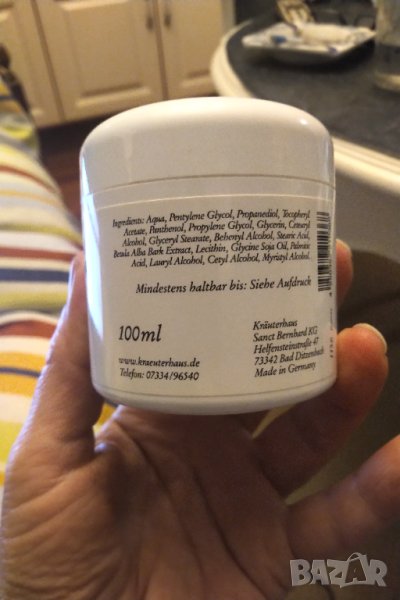 Ingredients: Aqua, Pentylene Glycol, Propanediol, Tocopheryl
Acetate, Panthenol, Propylene Glycol, Glycerin, Cetearyl
Alcohol, Glyceryl Stearate, Behenyl Alcohol, Stearic Acid,
Betula Alba Bark Extract, Lecithin, Glycine Soja Oil, Palmitic
Acid, Lauryl Alcohol, Cetyl Alcohol, Myristyl Alcohol.
Mindestens haltbar bis: Siehe Aufdruck
100ml
www.kraeuterhaus.de
Telefon: 07334/96540
Kräuterhaus
Sanct Bernhard KG
Helfensteinstraße 47
73342 Bad Ditzenbach
Made in Germany
BAZAR